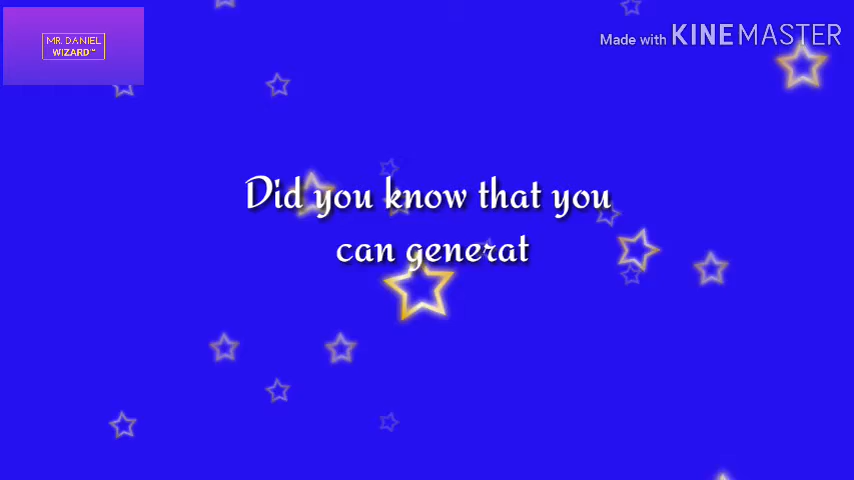 MR. DANIEL
WIZARD™
Made with KINEMASTER
Did you know that you
can generat